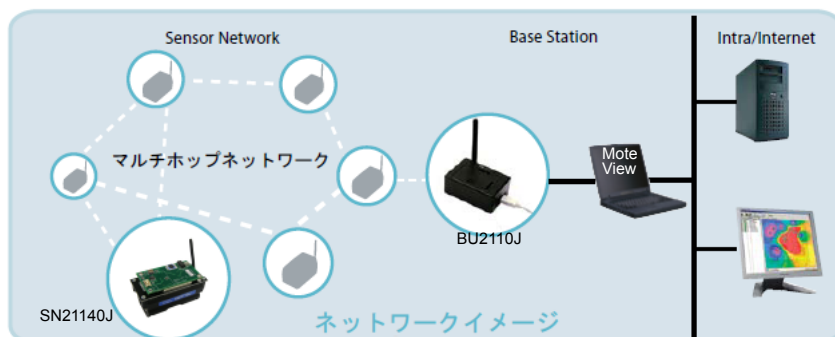 Sensor Network
Base Station
Intra/Internet
マルチホップネットワーク
Mote
View
BU2110J
SN21140J
ネットワークイメージ